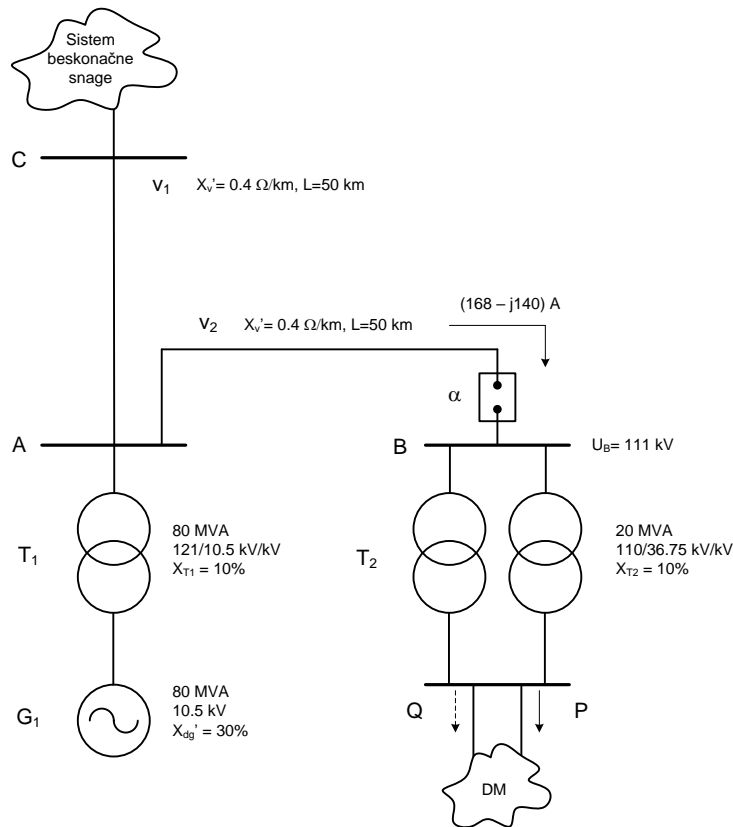 Sistem
beskonačne
snage
C
v1 Xv'= 0.4 Ω/km, L=50 km
(168 – j140) A
v2 Xv'= 0.4 Ω/km, L=50 km
α
A
B
UB= 111 kV
T1
80 MVA
121/10.5 kV/kV
XT1 = 10%
T2
20 MVA
110/36.75 kV/kV
XT2 = 10%
G1
80 MVA
10.5 kV
Xdg' = 30%
Q
P
DM